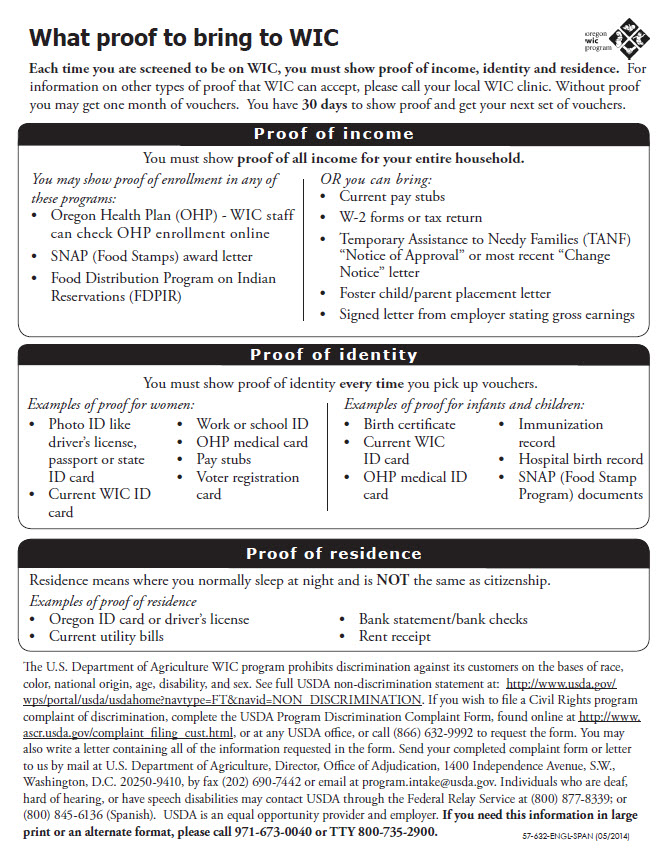 What proof to bring to WIC
oregon
wic
program
Each time you are screened to be on WIC, you must show proof of income, identity and residence. For
information on other types of proof that WIC can accept, please call your local WIC clinic. Without proof
you may get one month of vouchers. You have 30 days to show proof and get your next set of vouchers.
Proof of income
You must show proof of all income for your entire household.
You may show proof of enrollment in any of
these programs:
• Oregon Health Plan (OHP) - WIC staff
can check OHP enrollment online
• SNAP (Food Stamps) award letter
• Food Distribution Program on Indian
Reservations (FDPIR)
OR you can bring:
• Current pay stubs
• W-2 forms or tax return
• Temporary Assistance to Needy Families (TANF)
“Notice of Approval” or most recent “Change
Notice” letter
• Foster child/parent placement letter
• Signed letter from employer stating gross earnings
Proof of identity
You must show proof of identity every time you pick up vouchers.
Examples of proof for women:
• Photo ID like
driver’s license,
passport or state
ID card
• Current WIC ID
card
• Work or school ID
• OHP medical card
• Pay stubs
• Voter registration
card
Examples of proof for infants and children:
• Birth certificate
• Current WIC
ID card
• OHP medical ID
card
• Immunization
record
• Hospital birth record
• SNAP (Food Stamp
Program) documents
Proof of residence
Residence means where you normally sleep at night and is NOT the same as citizenship.
Examples of proof of residence
• Oregon ID card or driver’s license
• Current utility bills
• Bank statement/bank checks
• Rent receipt
The U.S. Department of Agriculture WIC program prohibits discrimination against its customers on the bases of race,
color, national origin, age, disability, and sex. See full USDA non-discrimination statement at: http://www.usda.gov/
wps/portal/usda/usdahome?navtype=FT&navid=NON_DISCRIMINATION. If you wish to file a Civil Rights program
complaint of discrimination, complete the USDA Program Discrimination Complaint Form, found online at http://www.
ascr.usda.gov/complaint_filing_cust.html, or at any USDA office, or call (866) 632-9992 to request the form. You may
also write a letter containing all of the information requested in the form. Send your completed complaint form or letter
to us by mail at U.S. Department of Agriculture, Director, Office of Adjudication, 1400 Independence Avenue, S.W.,
Washington, D.C. 20250-9410, by fax (202) 690-7442 or email at program.intake@usda.gov. Individuals who are deaf,
hard of hearing, or have speech disabilities may contact USDA through the Federal Relay Service at (800) 877-8339; or
(800) 845-6136 (Spanish). USDA is an equal opportunity provider and employer. If you need this information in large
print or an alternate format, please call 971-673-0040 or TTY 800-735-2900.
57-632-ENGL-SPAN (05/2014)